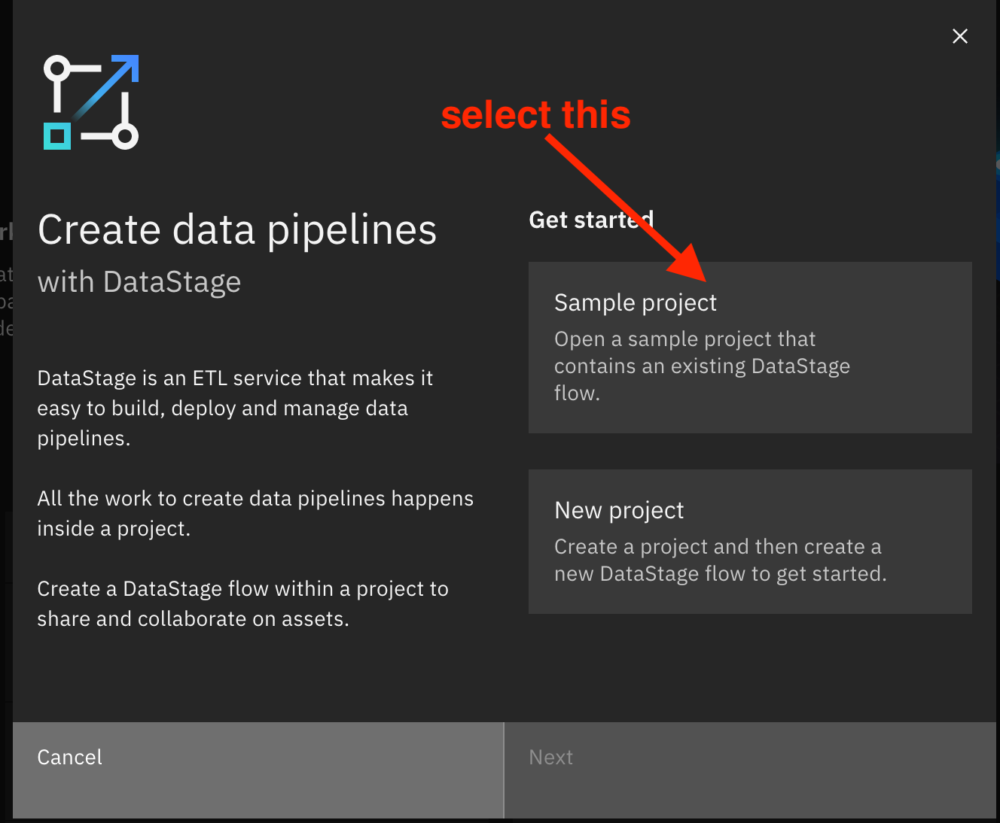 select this
Create data pipelines
with DataStage
DataStage is an ETL service that makes it
easy to build, deploy and manage data
pipelines.
All the work to create data pipelines happens
inside a project.
Create a DataStage flow within a project to
share and collaborate on assets.
Get started
Sample project
Open a sample project that
contains an existing DataStage
flow.
New project
Create a project and then create a
new DataStage flow to get started.
Cancel
Next